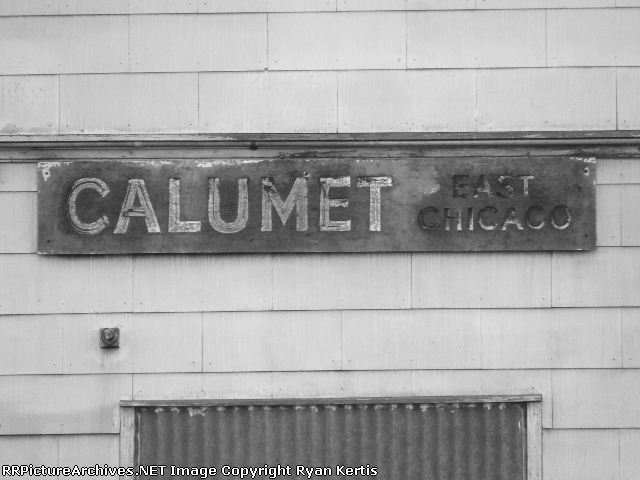 CALUMET EAST
CHICAGO
RRPictureArchives.NET Image Copyright Ryan Kertis